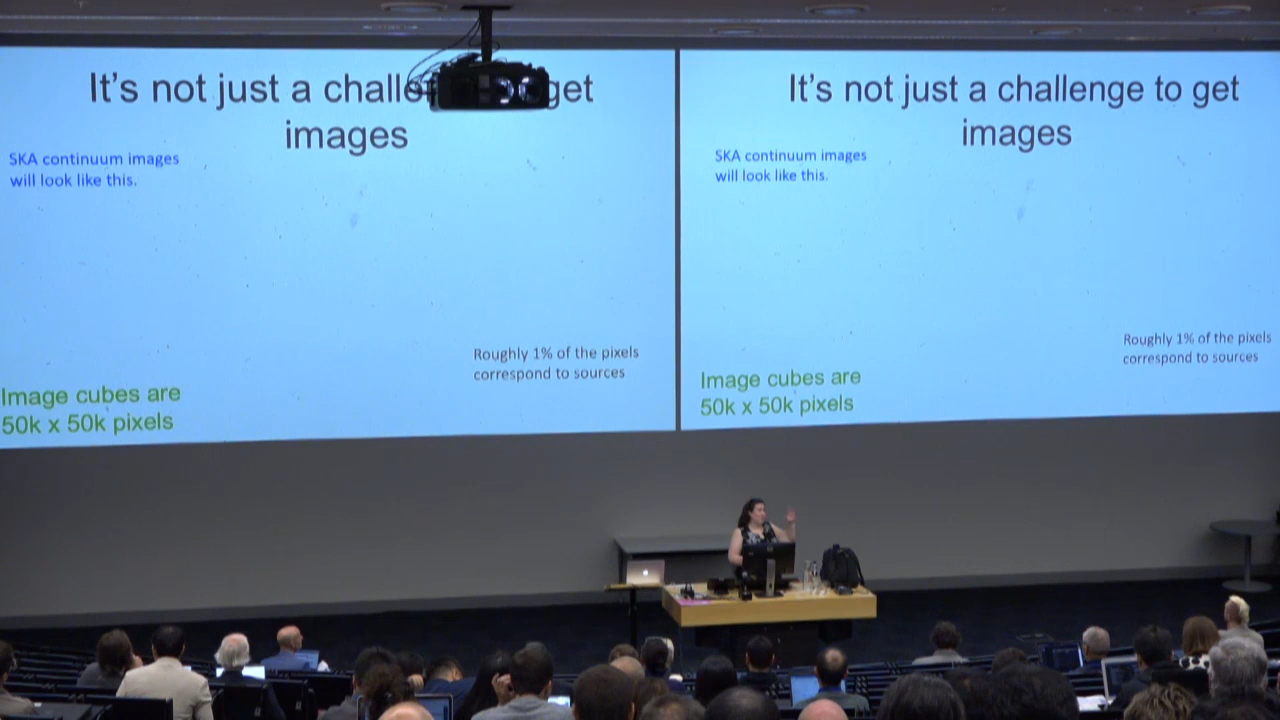 It's not just a challe get
images
SKA continuum images
will look like this.
Roughly 1% of the pixels
correspond to sources
Image cubes are
50k x 50k pixels
It's not just a challenge to get
images
SKA continuum images
will look like this.
Roughly 1% of the pixels
correspond to sources
Image cubes are
50k x 50k pixels